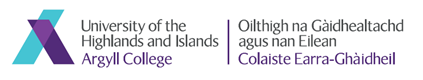 University of the
Highlands and Islands
Argyll College
Oilthigh na Gàidhealtachd
agus nan Eilean
Colaiste Earra-Ghàidheil